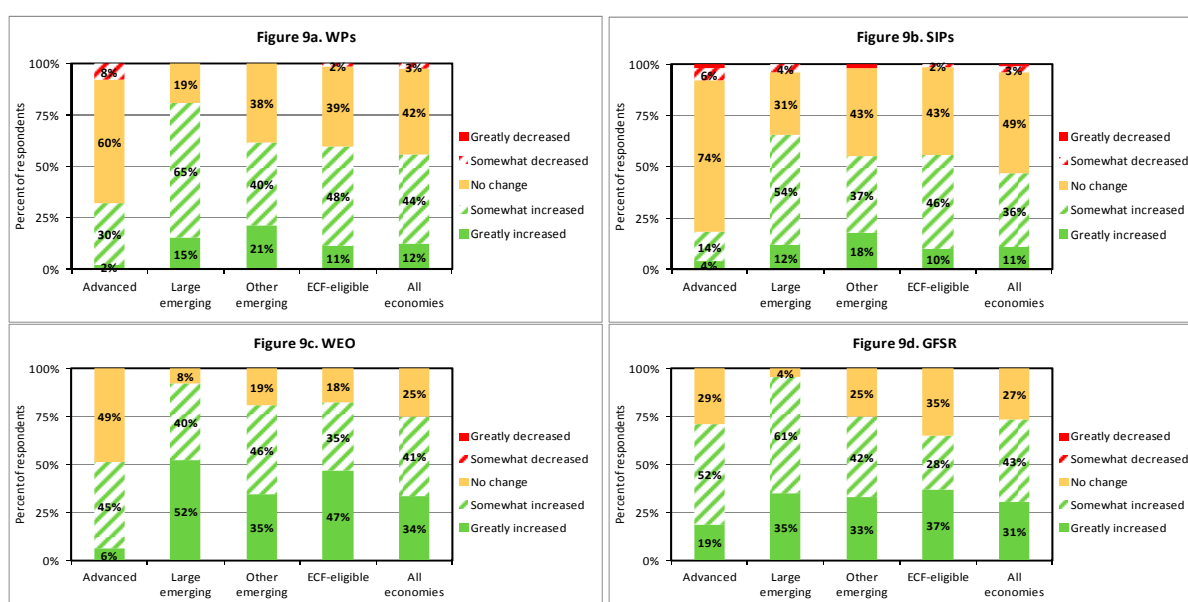 Figure 9a. WPs
Percent of respondents
100%
75%
50%
25%
0%
8%
60%
30%
2%
19%
65%
15%
38%
40%
21%
2%
39%
48%
11%
3%
42%
44%
12%
Advanced
Large emerging
Other emerging
ECF-eligible
All economies
Greatly decreased
Somewhat decreased
No change
Somewhat increased
Greatly increased
Figure 9b. SIPs
Percent of respondents
100%
75%
50%
25%
0%
6%
74%
14%
4%
4%
31%
54%
12%
43%
37%
18%
2%
43%
46%
10%
3%
49%
36%
11%
Advanced
Large emerging
Other emerging
ECF-eligible
All economies
Greatly decreased
Somewhat decreased
No change
Somewhat increased
Greatly increased
Figure 9c. WEO
Percent of respondents
100%
75%
50%
25%
0%
49%
45%
6%
8%
40%
52%
19%
46%
35%
18%
35%
47%
25%
41%
34%
Advanced
Large emerging
Other emerging
ECF-eligible
All economies
Greatly decreased
Somewhat decreased
No change
Somewhat increased
Greatly increased
Figure 9d. GFSR
Percent of respondents
100%
75%
50%
25%
0%
29%
52%
19%
4%
61%
35%
25%
42%
33%
35%
28%
37%
27%
43%
31%
Advanced
Large emerging
Other emerging
ECF-eligible
All economies
Greatly decreased
Somewhat decreased
No change
Somewhat increased
Greatly increased